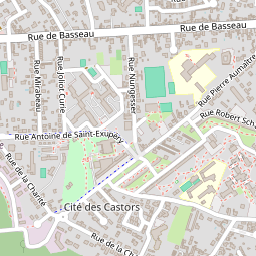 Rue de Basseau
Rue de Basseau
Rue Mirabeau
Rue Joliot Curie
Rue Nungesser
Rue Pierre Aumaître
Rue Robert Sch
Rue Antoine de Saint-Exupéry
Rue de la Charité
Cité des Castors
Rue de la Cha